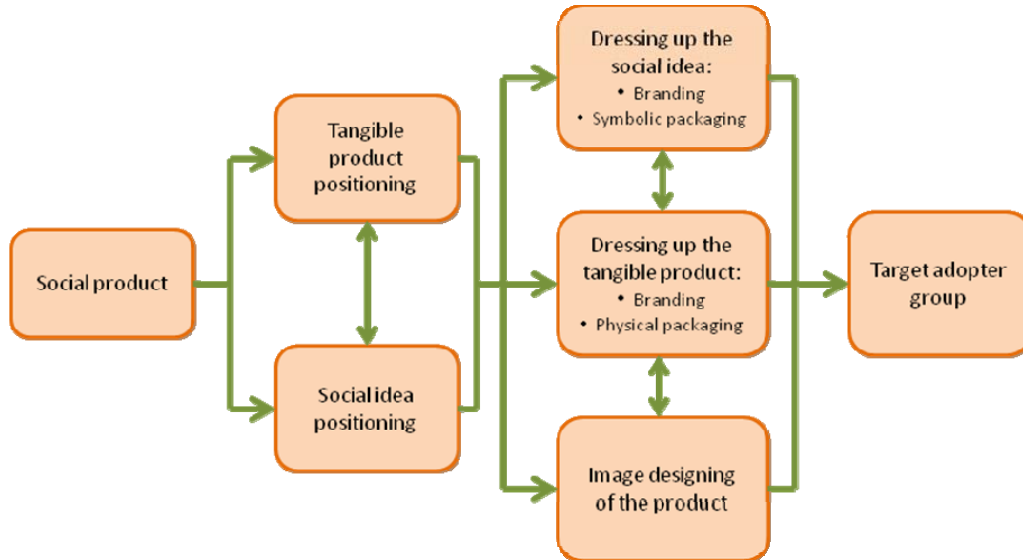 Social product
Tangible
product
positioning
Social idea
positioning
Dressing up the
social idea:
• Branding
• Symbolic packaging
Dressing up the
tangible product:
• Branding
• Physical packaging
Image designing
of the product
Target adopter
group